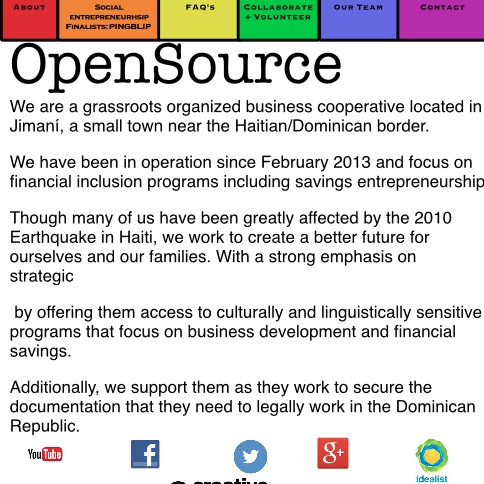 About
Social
entrepreneurhsip
Finalists: PINGBLIP
FAQ's
Collaborate
+ Volunteer
Our Team
Contact
OpenSource
We are a grassroots organized business cooperative located in
Jimaní, a small town near the Haitian/Dominican border.
We have been in operation since February 2013 and focus on
financial inclusion programs including savings entrepreneurship
Though many of us have been greatly affected by the 2010
Earthquake in Haiti, we work to create a better future for
ourselves and our families. With a strong emphasis on
strategic
by offering them access to culturally and linguistically sensitive
programs that focus on business development and financial
savings.
Additionally, we support them as they work to secure the
documentation that they need to legally work in the Dominican
Republic.
YouTube
f
g+
idealist
creative